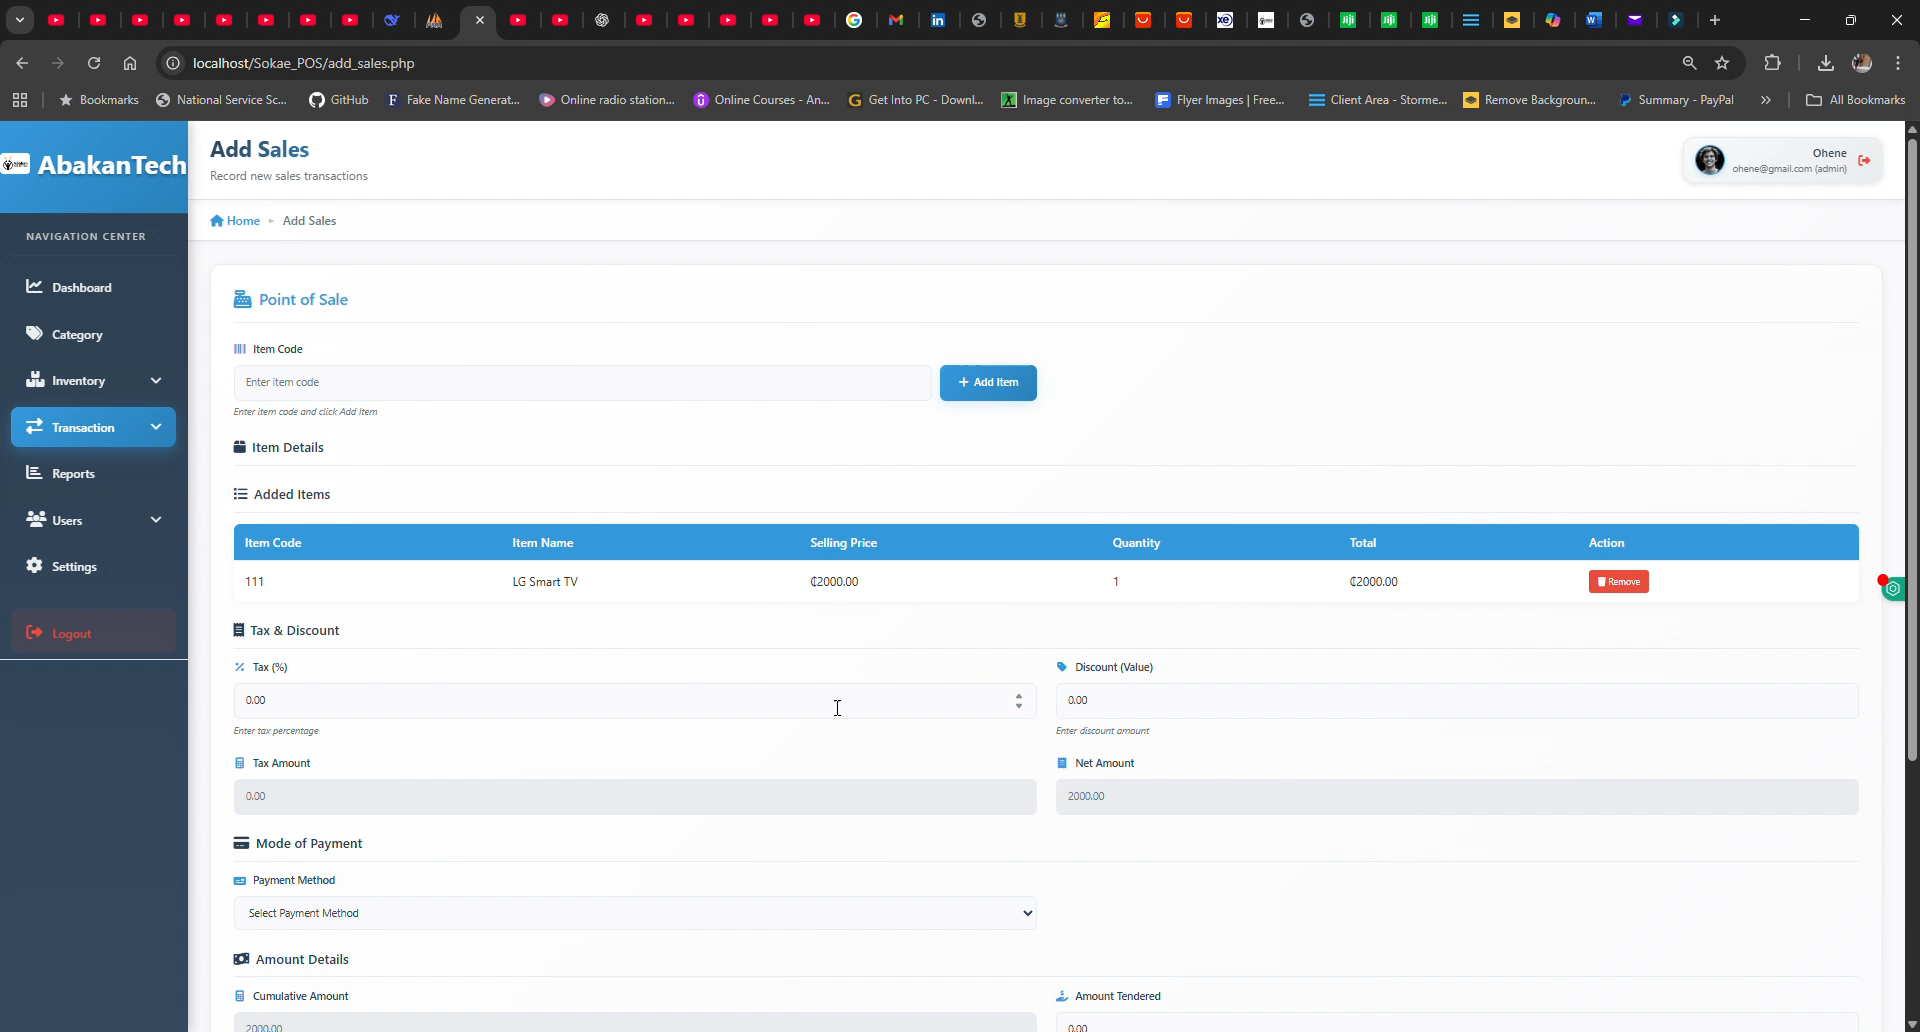 localhost/Sokae_POS/add_sales.php
Bookmarks
National Service Sc...
GitHub
Fake Name Generat...
Online radio station...
Online Courses - An...
Get Into PC - Downl...
Image converter to...
Flyer Images | Free...
Client Area - Storme...
Remove Backgroun...
Summary - PayPal
All Bookmarks
AbakanTech
Add Sales
Record new sales transactions
Ohene
ohene@gmail.com (admin)
NAVIGATION CENTER
Home
Add Sales
Dashboard
Category
Inventory
Transaction
Reports
Users
Settings
Logout
Point of Sale
Item Code
Enter item code
+ Add Item
Enter item code and click Add Item
Item Details
Added Items
Item Code Item Name Selling Price Quantity Total Action
111 LG Smart TV ₵2000.00 1 ₵2000.00 Remove
Tax & Discount
Tax (%)
Discount (Value)
0.00
0.00
Enter tax percentage
Enter discount amount
Tax Amount
Net Amount
0.00
2000.00
Mode of Payment
Payment Method
Select Payment Method
Amount Details
Cumulative Amount
Amount Tendered
2000.00
0.00